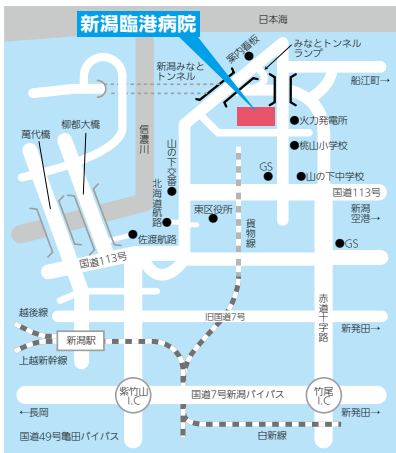 日本海
新潟臨港病院
案内看板
みなとトンネル
ランプ
新潟みなと
トンネル
船江町→
柳都大橋
萬代橋
信濃川
火力発電所
山の下交番
桃山小学校
GS
山の下中学校
北海道航路
国道113号
東区役所
新潟
空港→
貨物線
佐渡航路
GS
国道113号
赤道十字路
越後線
旧国道7号
新発田→
新潟駅
上越新幹線
紫竹山
I.C
国道7号新潟バイパス
竹尾
I.C
←長岡
新発田→
国道49号亀田バイパス
白新線